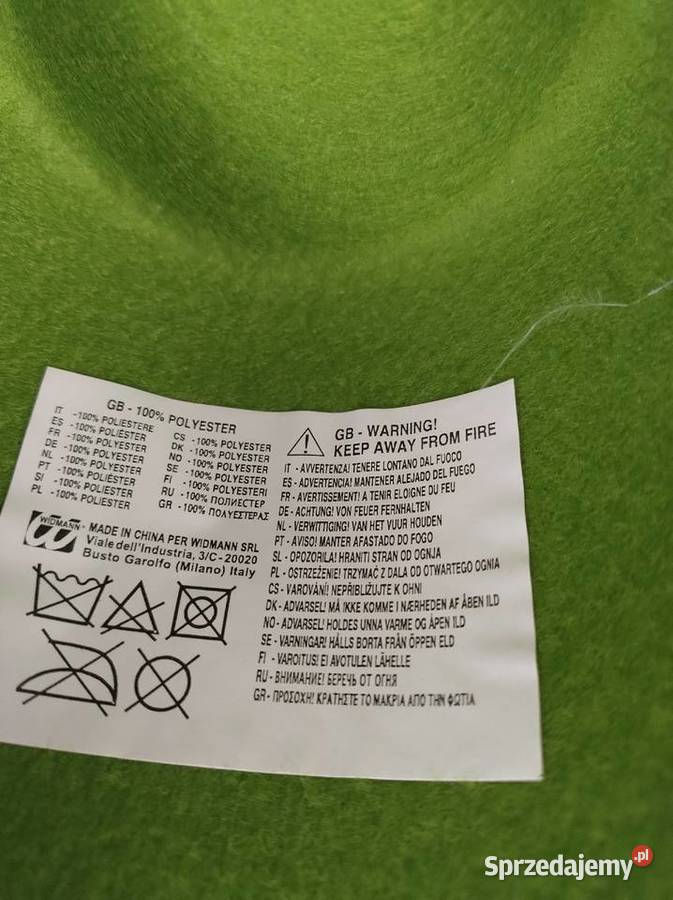 GB - 100% POLYESTER
IT -100% POLIESTERE
ES -100% POLIÉSTER
FR -100% POLYESTER
DE -100% POLYESTER
NL -100% POLYESTER
PT -100% POLIÉSTER
SI -100% POLIESTER
PL -100% POLIESTER
CS -100% POLYESTER
DK -100% POLYESTER
NO -100% POLYESTER
SE -100% POLYESTER
FI -100% POLYESTERI
RU -100% ПОЛИЕСТЕР
GR -100% ΠΟΛΥΕΣΤΕΡΑΣ
WIDMANN - MADE IN CHINA PER WIDMANN SRL
Viale dell'Industria, 3/C - 20020
Busto Garolfo (Milano) Italy
GB - WARNING!
KEEP AWAY FROM FIRE
IT - AVVERTENZA! TENERE LONTANO DAL FUOCO
ES - ADVERTENCIA! MANTENER ALEJADO DEL FUEGO
FR - AVERTISSEMENT! A TENIR ELOIGNE DU FEU
DE - ACHTUNG! VON FEUER FERNHALTEN
NL - VERWITTIGING! VAN HET VUUR HOUDEN
PT - AVISO! MANTER AFASTADO DO FOGO
SL - OPOZORILA! HRANITI STRAN OD OGNJA
PL - OSTRZEŻENIE! TRZYMAĆ Z DALA OD OTWARTEGO OGNIA
CS - VAROVÁNÍ! NEPŘIBLIŽUJTE K OHNI
DK - ADVARSEL! MÅ IKKE KOMME I NÆRHEDEN AF ÅBEN ILD
NO - ADVARSEL! HOLDES UNNA VARME OG ÅPEN ILD
SE - VARNINGAR! HÅLLS BORTA FRÅN ÖPPEN ELD
FI - VAROITUS! EI AVOTULEN LÄHELLE
RU - ВНИМАНИЕ! БЕРЕЧЬ ОТ ОГНЯ
GR - ΠΡΟΣΟΧΗ! ΚΡΑΤΗΣΤΕ ΤΟ ΜΑΚΡΙΑ ΑΠΟ ΤΗΝ ΦΩΤΙΑ
Sprzedajemy.pl